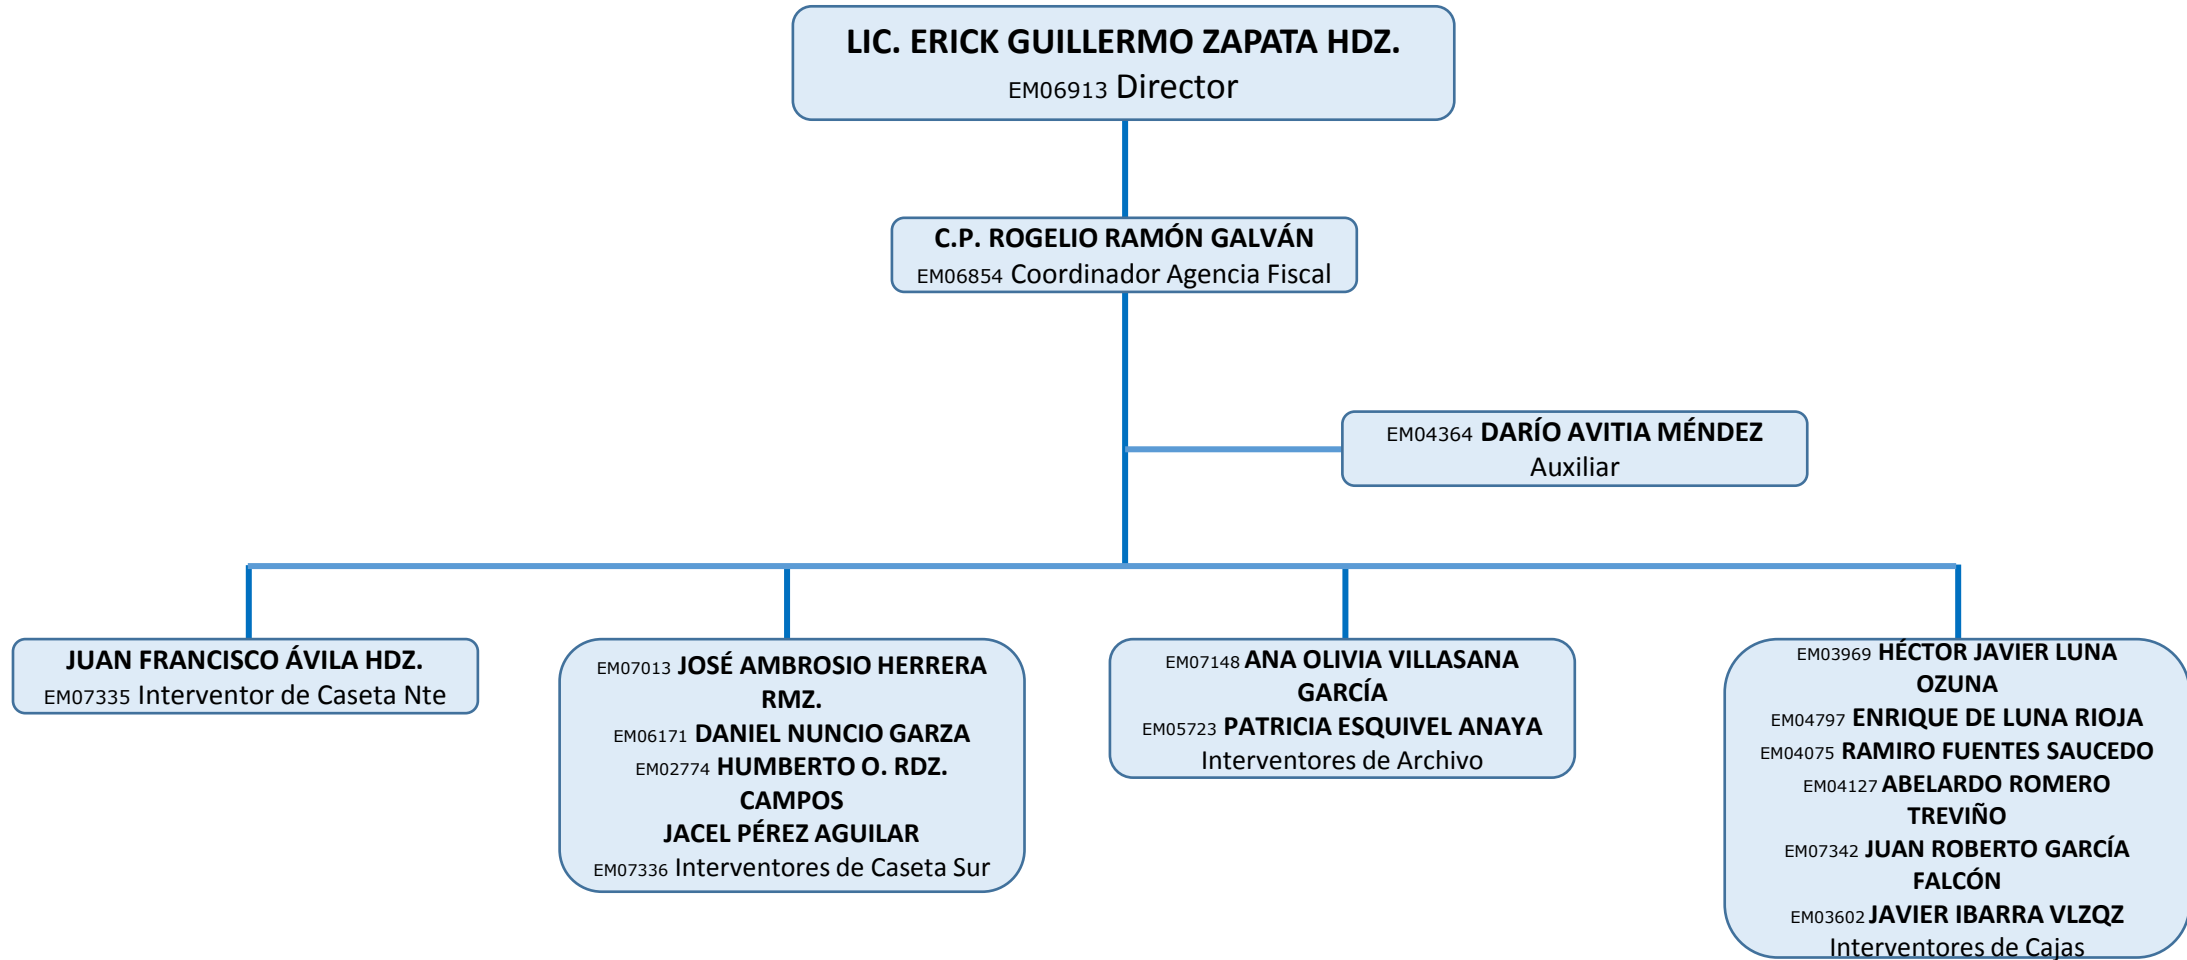 LIC. ERICK GUILLERMO ZAPATA HDZ.
EM06913 Director
C.P. ROGELIO RAMÓN GALVÁN
EM06854 Coordinador Agencia Fiscal
EM04364 DARÍO AVITIA MÉNDEZ
Auxiliar
JUAN FRANCISCO ÁVILA HDZ.
EM07335 Interventor de Caseta Nte
EM07013 JOSÉ AMBROSIO HERRERA
RMZ.
EM06171 DANIEL NUNCIO GARZA
EM02774 HUMBERTO O. RDZ.
CAMPOS
JACEL PÉREZ AGUILAR
EM07336 Interventores de Caseta Sur
EM07148 ANA OLIVIA VILLASANA
GARCÍA
EM05723 PATRICIA ESQUIVEL ANAYA
Interventores de Archivo
EM03969 HÉCTOR JAVIER LUNA
OZUNA
EM04797 ENRIQUE DE LUNA RIOJA
EM04075 RAMIRO FUENTES SAUCEDO
EM04127 ABELARDO ROMERO
TREVIÑO
EM07342 JUAN ROBERTO GARCÍA
FALCÓN
EM03602 JAVIER IBARRA VLZQZ
Interventores de Cajas